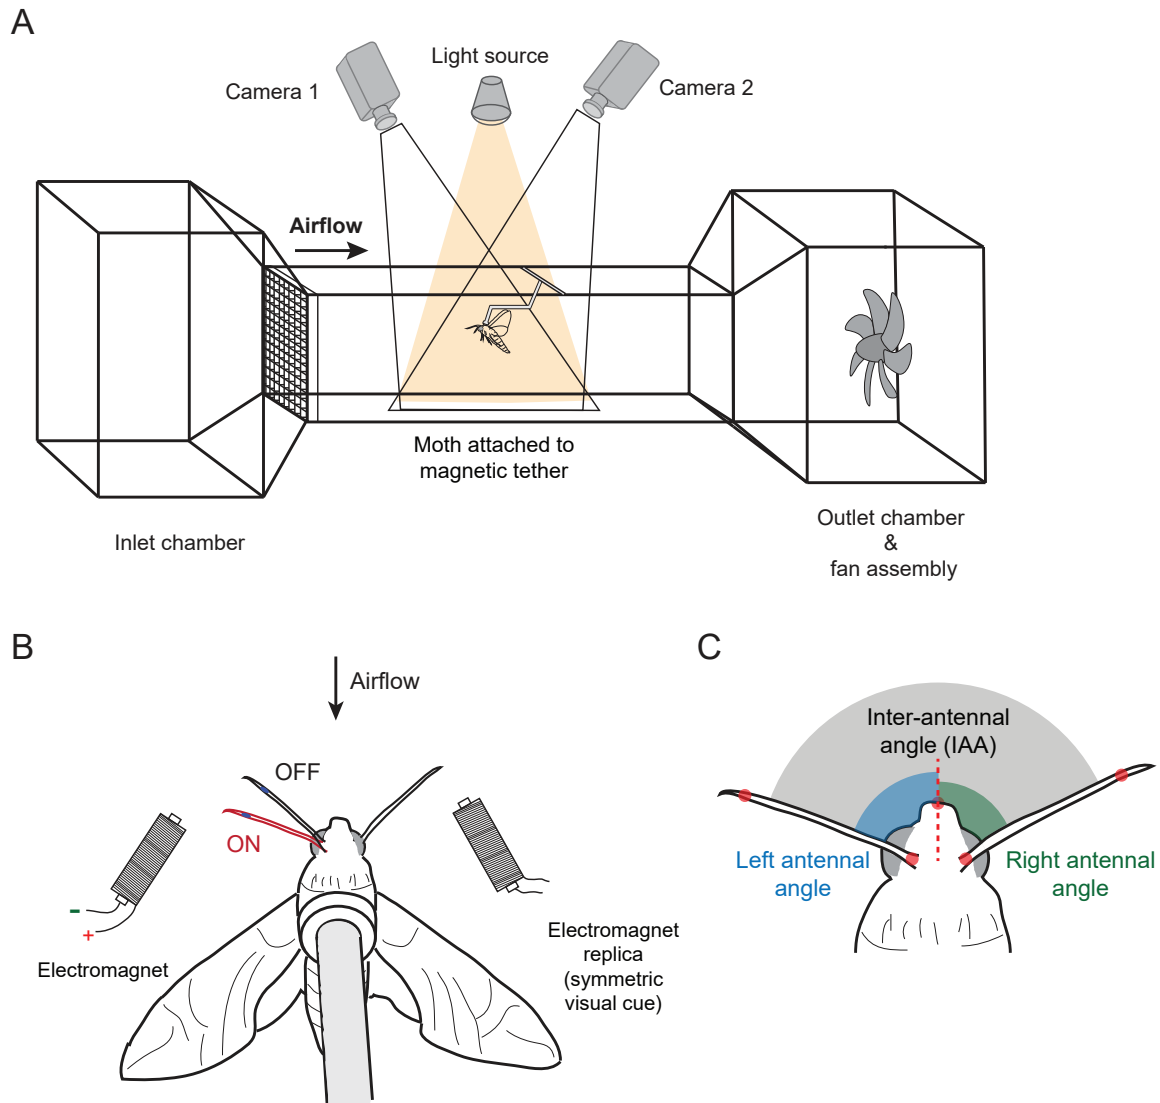 A
Light source
Camera 1
Camera 2
Airflow
Moth attached to
magnetic tether
Inlet chamber
Outlet chamber
&
fan assembly
B
Airflow
OFF
ON
-
+
Electromagnet
Electromagnet
replica
(symmetric
visual cue)
C
Inter-antennal
angle (IAA)
Left antennal
angle
Right antennal
angle